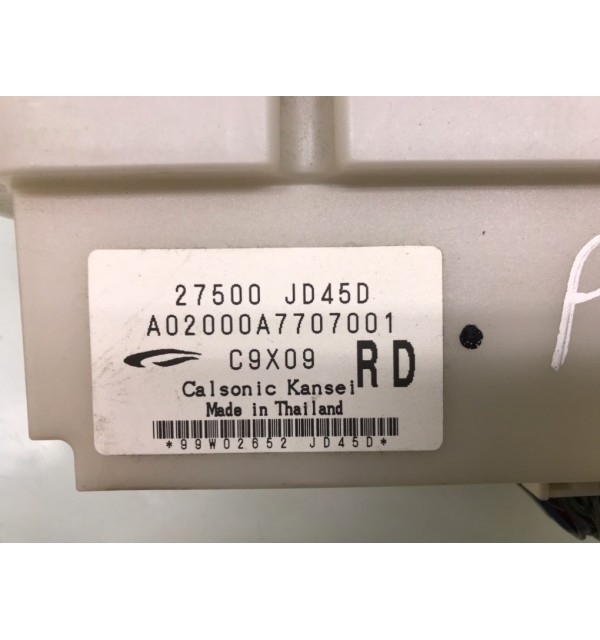 27500 JD45D
A02000A7707001
C9X09 RD
Calsonic Kansei
Made in Thailand
*99W02652 JD45D*